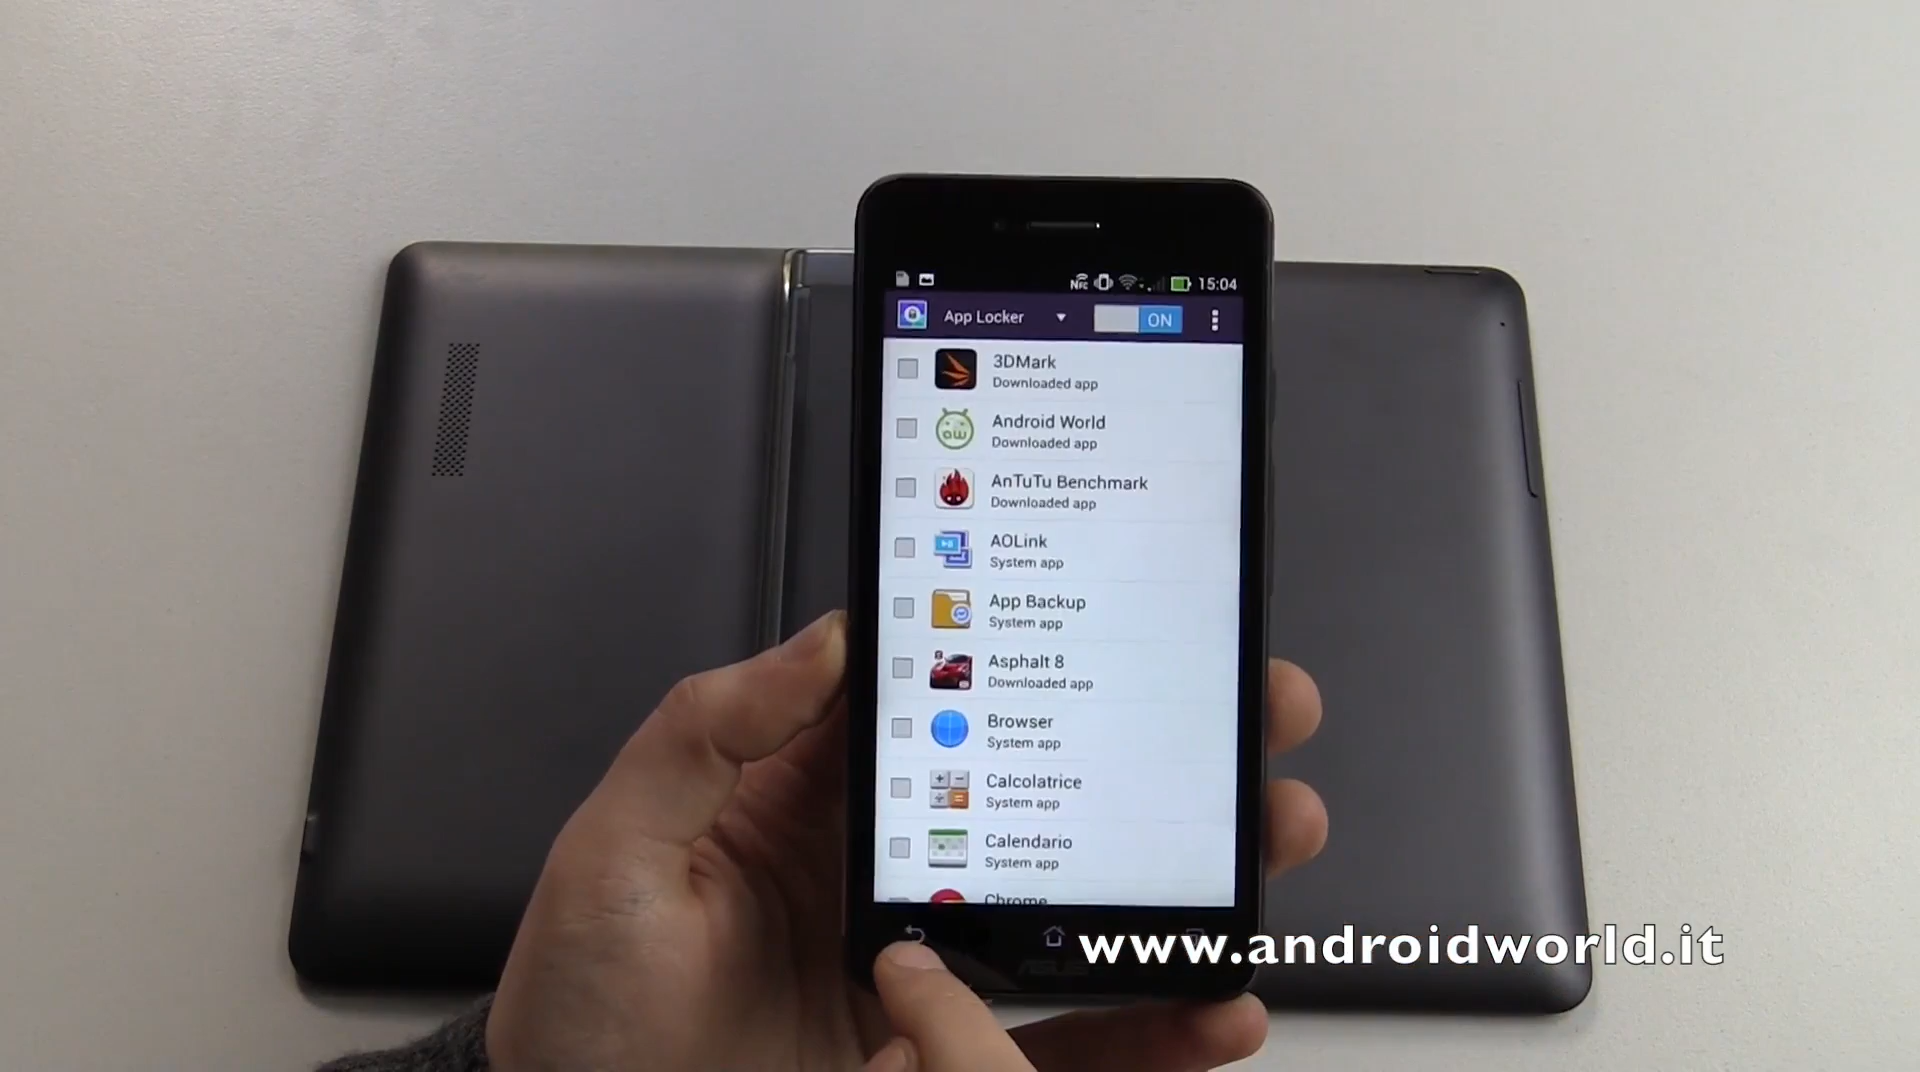 NFC 15:04
App Locker ON
3DMark
Downloaded app
Android World
Downloaded app
AnTuTu Benchmark
Downloaded app
AOLink
System app
App Backup
System app
Asphalt 8
Downloaded app
Browser
System app
Calcolatrice
System app
Calendario
System app
Chrome
www.androidworld.it
ASUS